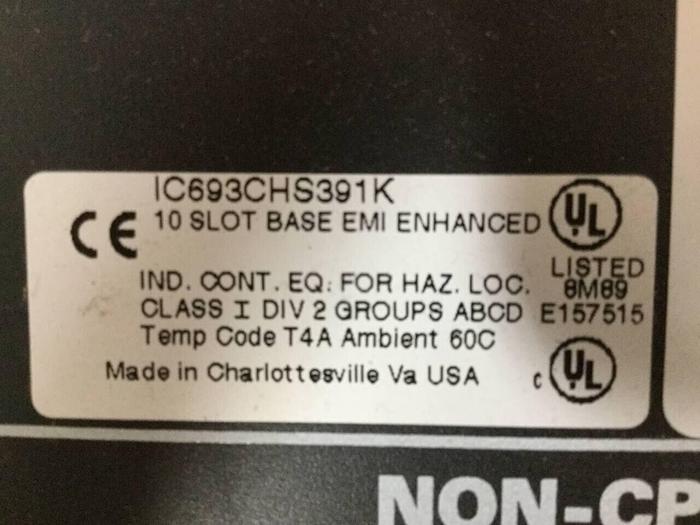 IC693CHS391K
CE 10 SLOT BASE EMI ENHANCED UL
LISTED
IND. CONT. EQ. FOR HAZ. LOC. 8M89
CLASS I DIV 2 GROUPS ABCD E157515
Temp Code T4A Ambient 60C
Made in Charlottesville Va USA c UL
NON-CP